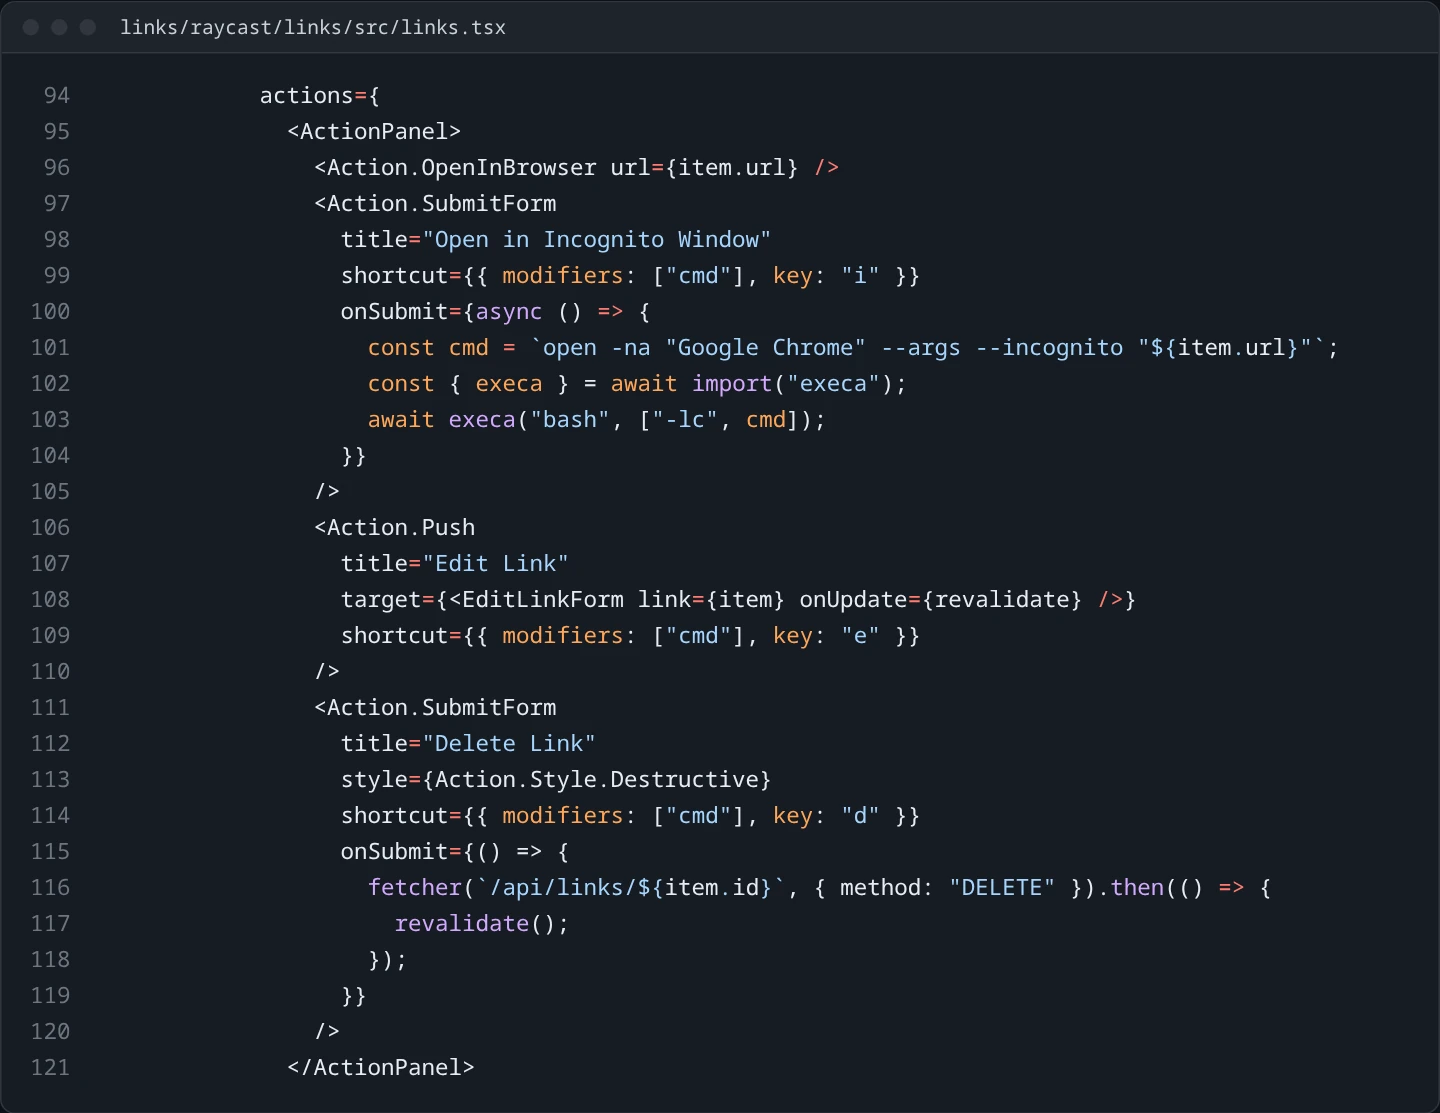 links/raycast/links/src/links.tsx
94 actions={
95 <ActionPanel>
96 <Action.OpenInBrowser url={item.url} />
97 <Action.SubmitForm
98 title="Open in Incognito Window"
99 shortcut={{ modifiers: ["cmd"], key: "i" }}
100 onSubmit={async () => {
101 const cmd = `open -na "Google Chrome" --args --incognito "${item.url}"`;
102 const { execa } = await import("execa");
103 await execa("bash", ["-lc", cmd]);
104 }}
105 />
106 <Action.Push
107 title="Edit Link"
108 target={<EditLinkForm link={item} onUpdate={revalidate} />}
109 shortcut={{ modifiers: ["cmd"], key: "e" }}
110 />
111 <Action.SubmitForm
112 title="Delete Link"
113 style={Action.Style.Destructive}
114 shortcut={{ modifiers: ["cmd"], key: "d" }}
115 onSubmit={() => {
116 fetcher(`/api/links/${item.id}`, { method: "DELETE" }).then(() => {
117 revalidate();
118 });
119 }}
120 />
121 </ActionPanel>